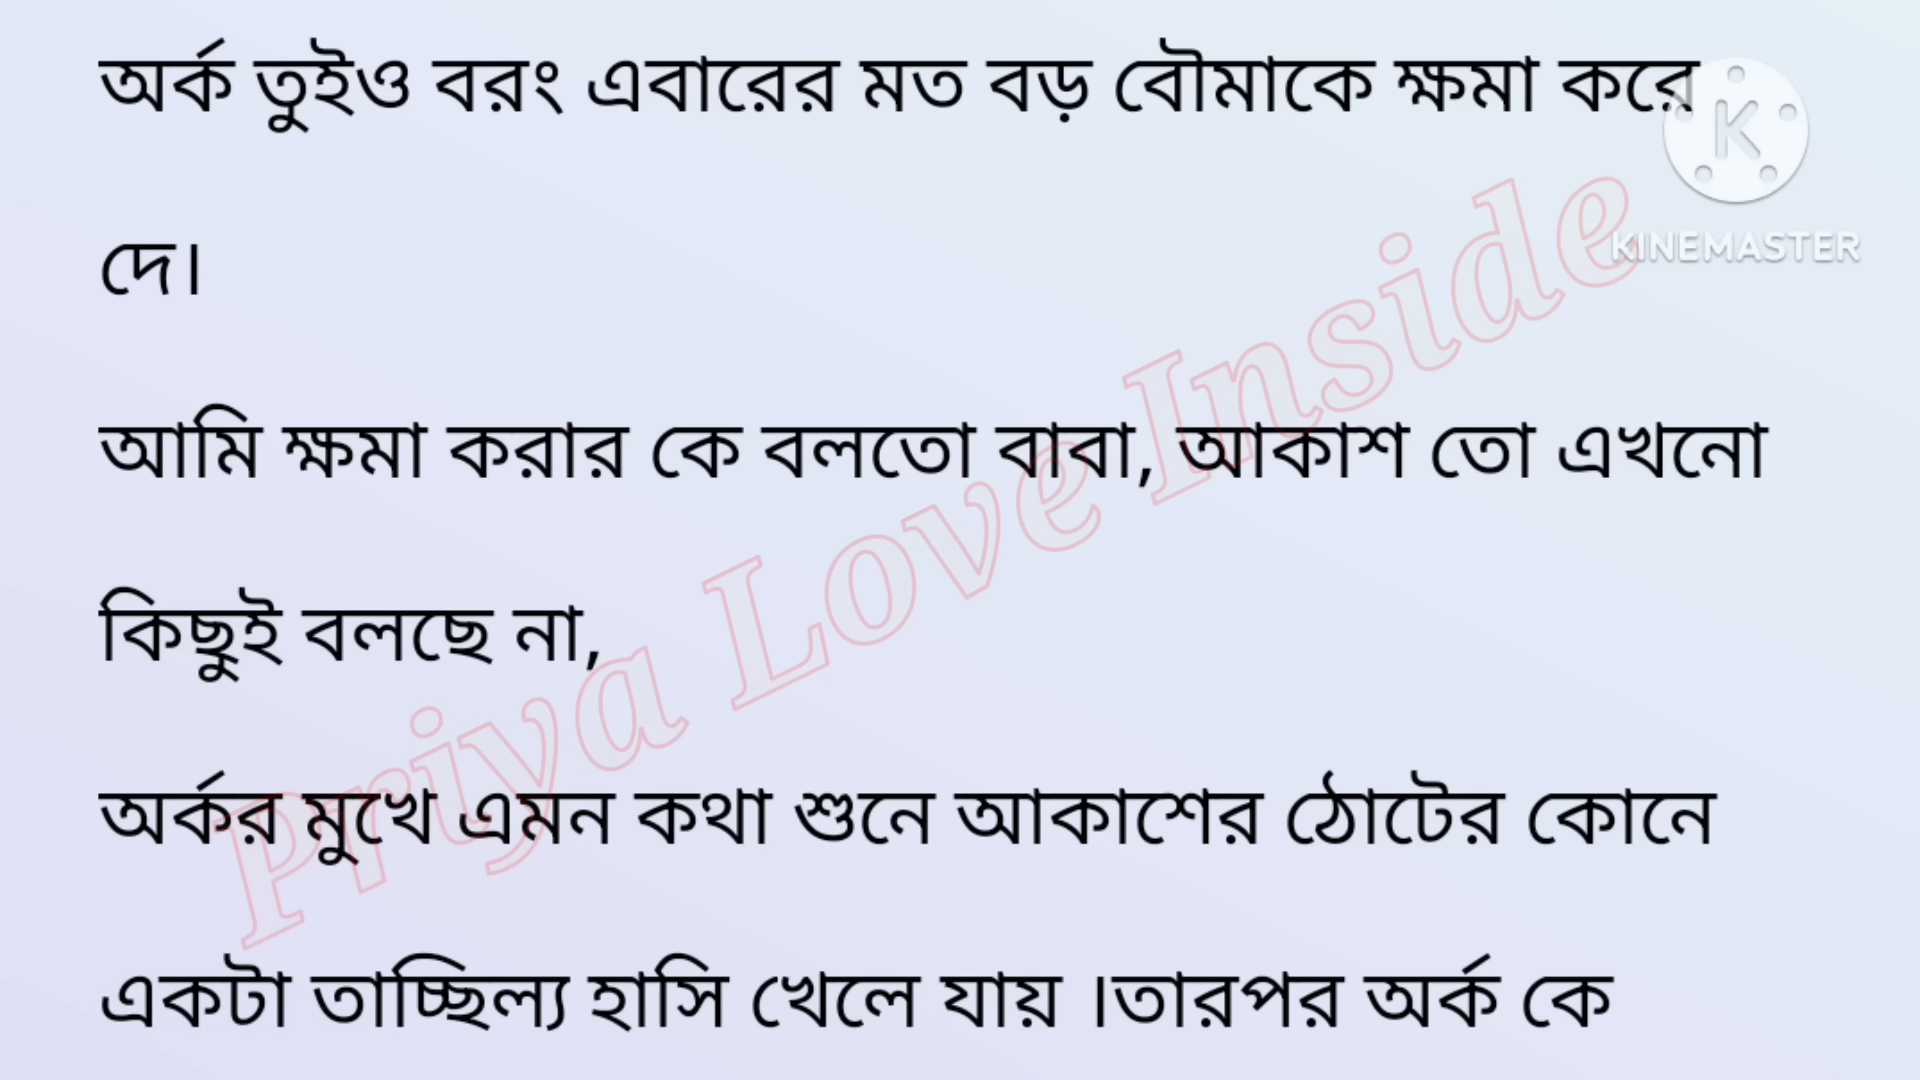 অর্ক তুইও বরং এবারের মত বড় বৌমাকে ক্ষমা করে
দে।
আমি ক্ষমা করার কে বলতো বাবা, আকাশ তো এখনো
কিছুই বলছে না,
অর্কর মুখে এমন কথা শুনে আকাশের ঠোটের কোনে
একটা তাচ্ছিল্য হাসি খেলে যায় ।তারপর অর্ক কে
K
KINEMASTER
Priya Love Inside